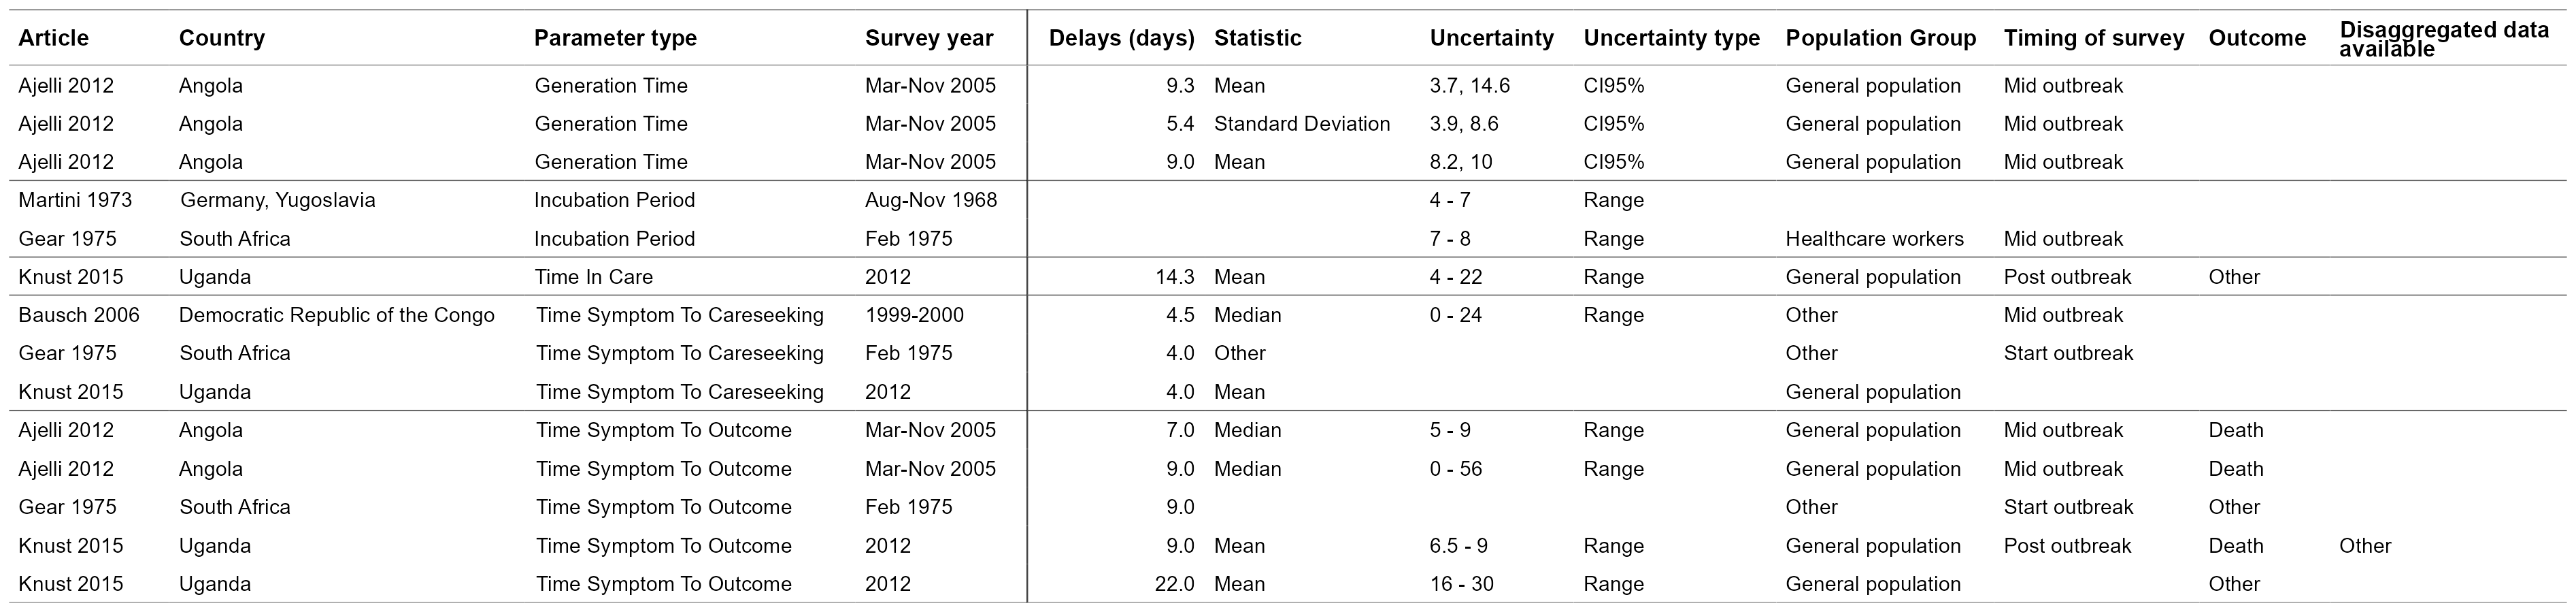 Article Country Parameter type Survey year Delays (days) Statistic Uncertainty Uncertainty type Population Group Timing of survey Outcome Disaggregated data available
Ajelli 2012 Angola Generation Time Mar-Nov 2005 9.3 Mean 3.7, 14.6 CI95% General population Mid outbreak
Ajelli 2012 Angola Generation Time Mar-Nov 2005 5.4 Standard Deviation 3.9, 8.6 CI95% General population Mid outbreak
Ajelli 2012 Angola Generation Time Mar-Nov 2005 9.0 Mean 8.2, 10 CI95% General population Mid outbreak
Martini 1973 Germany, Yugoslavia Incubation Period Aug-Nov 1968 4 - 7 Range
Gear 1975 South Africa Incubation Period Feb 1975 7 - 8 Range Healthcare workers Mid outbreak
Knust 2015 Uganda Time In Care 2012 14.3 Mean 4 - 22 Range General population Post outbreak Other
Bausch 2006 Democratic Republic of the Congo Time Symptom To Careseeking 1999-2000 4.5 Median 0 - 24 Range Other Mid outbreak
Gear 1975 South Africa Time Symptom To Careseeking Feb 1975 4.0 Other Other Start outbreak
Knust 2015 Uganda Time Symptom To Careseeking 2012 4.0 Mean General population
Ajelli 2012 Angola Time Symptom To Outcome Mar-Nov 2005 7.0 Median 5 - 9 Range General population Mid outbreak Death
Ajelli 2012 Angola Time Symptom To Outcome Mar-Nov 2005 9.0 Median 0 - 56 Range General population Mid outbreak Death
Gear 1975 South Africa Time Symptom To Outcome Feb 1975 9.0 Other Start outbreak Other
Knust 2015 Uganda Time Symptom To Outcome 2012 9.0 Mean 6.5 - 9 Range General population Post outbreak Death Other
Knust 2015 Uganda Time Symptom To Outcome 2012 22.0 Mean 16 - 30 Range General population Other